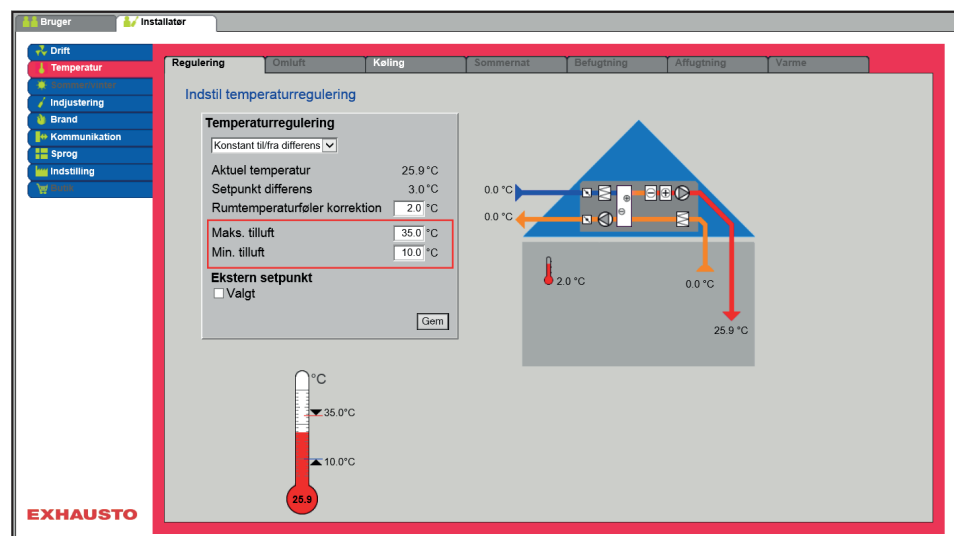 Bruger
Installatør
Drift
Temperatur
Sommer/vinter
Indjustering
Brand
Kommunikation
Sprog
Indstilling
Butik
Regulering
Omluft
Køling
Sommernat
Befugtning
Affugtning
Varme
Indstil temperaturregulering
Temperaturregulering
Konstant til/fra differens
Aktuel temperatur 25.9 °C
Setpunkt differens 3.0 °C
Rumtemperaturføler korrektion 2.0 °C
Maks. tilluft 35.0 °C
Min. tilluft 10.0 °C
Ekstern setpunkt
Valgt
Gem
0.0 °C
0.0 °C
2.0 °C
0.0 °C
25.9 °C
°C
35.0°C
10.0°C
25.9
EXHAUSTO